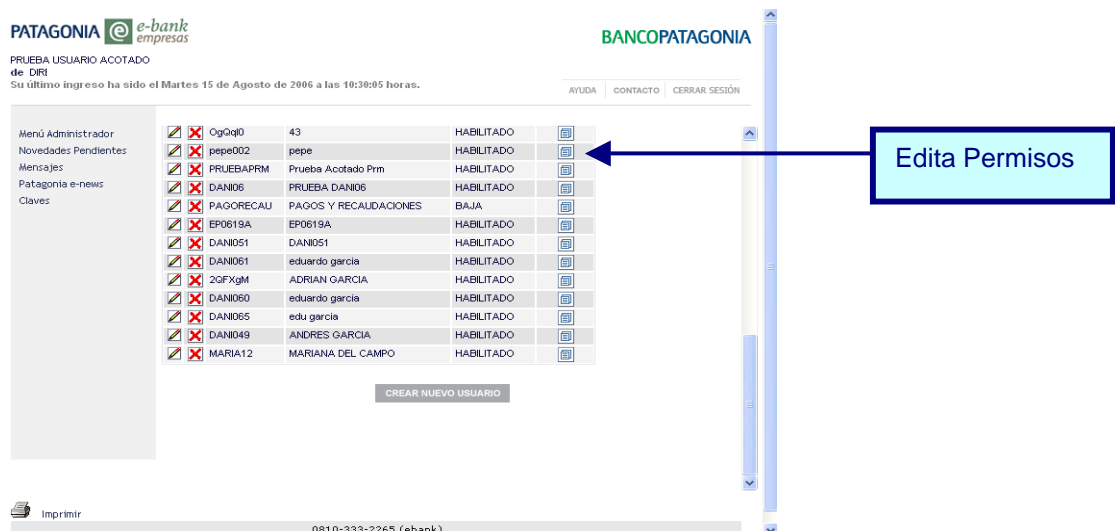 PATAGONIA @ e-bank empresas
BANCOPATAGONIA
PRUEBA USUARIO ACOTADO
de DIRI
Su último ingreso ha sido el Martes 15 de Agosto de 2006 a las 10:30:05 horas.
AYUDA CONTACTO CERRAR SESIÓN
Menú Administrador
Novedades Pendientes
Mensajes
Patagonia e-news
Claves
OgQqI0 43 HABILITADO
pepe002 pepe HABILITADO
PRUEBAPRM Prueba Acotado Prm HABILITADO
DANI06 PRUEBA DANI06 HABILITADO
PAGORECAU PAGOS Y RECAUDACIONES BAJA
EP0619A EP0619A HABILITADO
DANI051 DANI051 HABILITADO
DANI061 eduardo garcia HABILITADO
2QFXgM ADRIAN GARCIA HABILITADO
DANI060 eduardo garcia HABILITADO
DANI065 edu garcia HABILITADO
DANI049 ANDRES GARCIA HABILITADO
MARIA12 MARIANA DEL CAMPO HABILITADO
CREAR NUEVO USUARIO
Edita Permisos
Imprimir
0810-333-2265 (ebank)